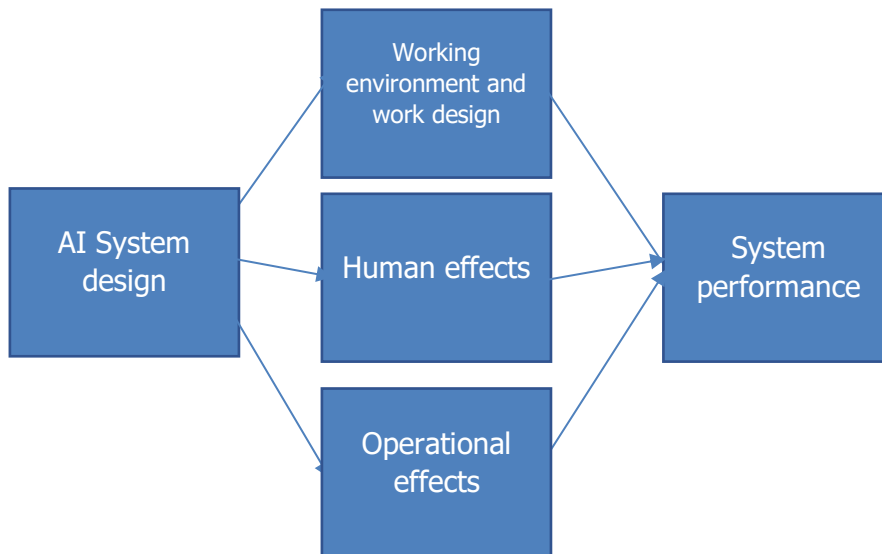 Working
environment and
work design
AI System
design
Human effects
System
performance
Operational
effects